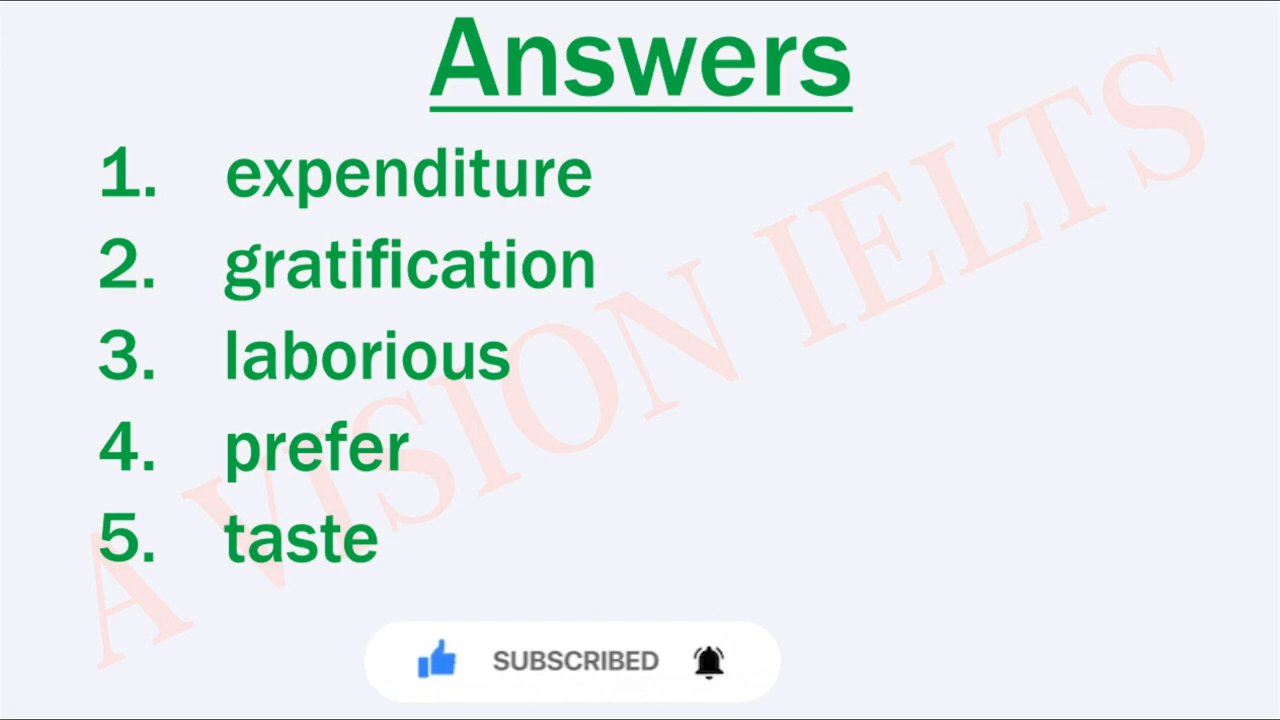 Answers
1. expenditure
2. gratification
3. laborious
4. prefer
5. taste
A VISION IELTS
SUBSCRIBED